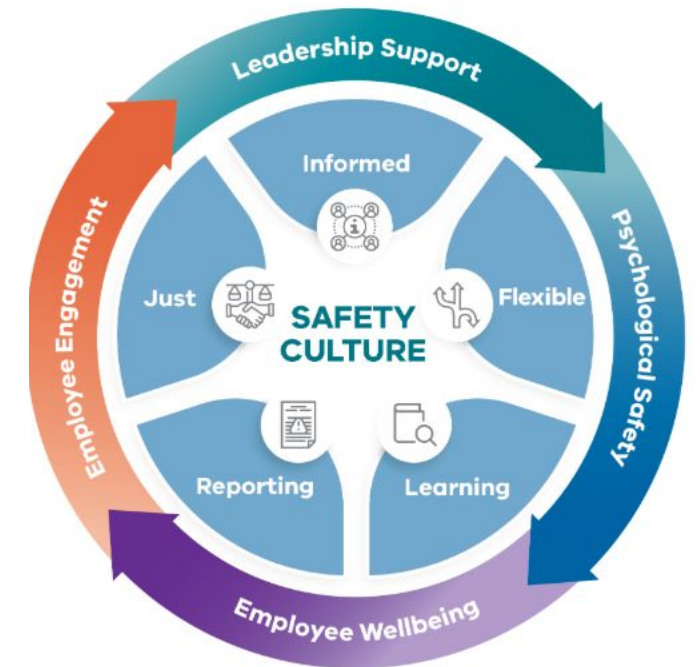 Leadership Support
Informed
Employee Engagement
Just
SAFETY
CULTURE
Flexible
Psychological Safety
Reporting
Learning
Employee Wellbeing